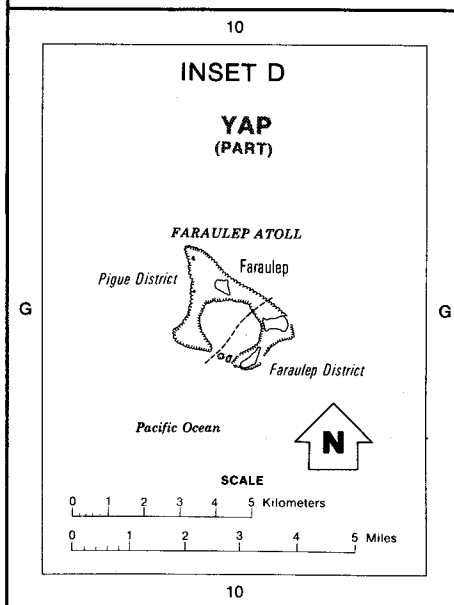 10
INSET D
YAP
(PART)
FARAULEP ATOLL
Faraulep
Pigue District
G
G
Faraulep District
Pacific Ocean
N
SCALE
0 1 2 3 4 5 Kilometers
0 1 2 3 4 5 Miles
10